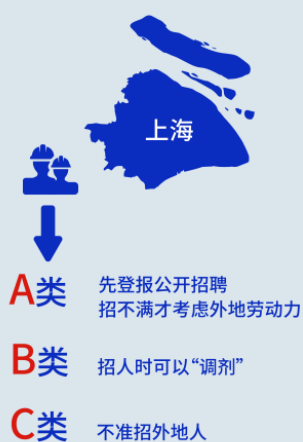 上海
A类
先登报公开招聘
招不满才考虑外地劳动力
B类
招人时可以“调剂”
C类
不准招外地人